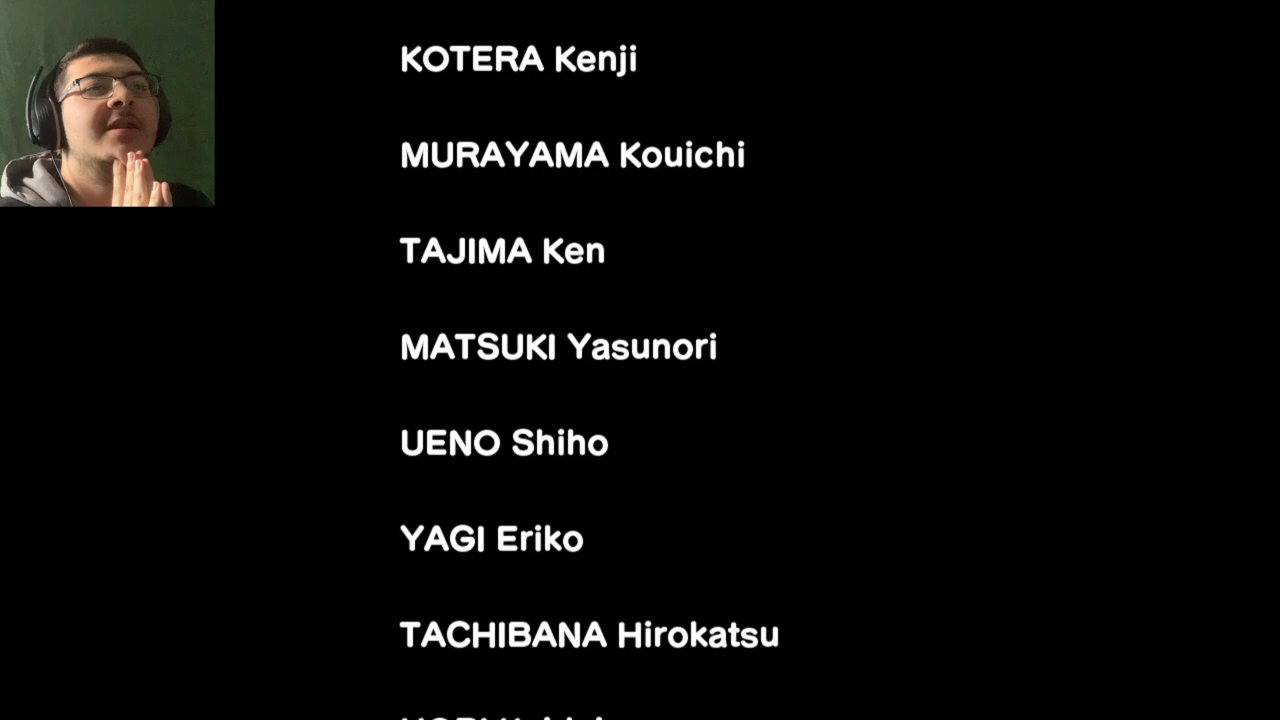 KOTERA Kenji
MURAYAMA Kouichi
TAJIMA Ken
MATSUKI Yasunori
UENO Shiho
YAGI Eriko
TACHIBANA Hirokatsu